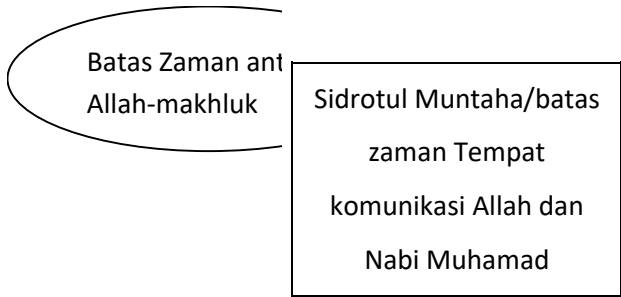 Batas Zaman ant
Allah-makhluk
Sidrotul Muntaha/batas
zaman Tempat
komunikasi Allah dan
Nabi Muhamad